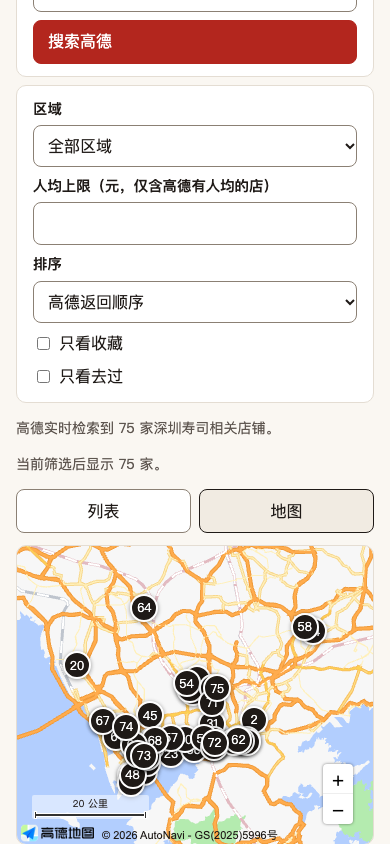 搜索高德
区域
全部区域
人均上限（元，仅含高德有人均的店）
排序
高德返回顺序
只看收藏
只看去过
高德实时检索到 75 家深圳寿司相关店铺。
当前筛选后显示 75 家。
列表
地图
64
58
20
54
75
71
67
45
2
74
31
68
62
72
73
23
48
+
−
20 公里
高德地图 © 2026 AutoNavi - GS(2025)5996号